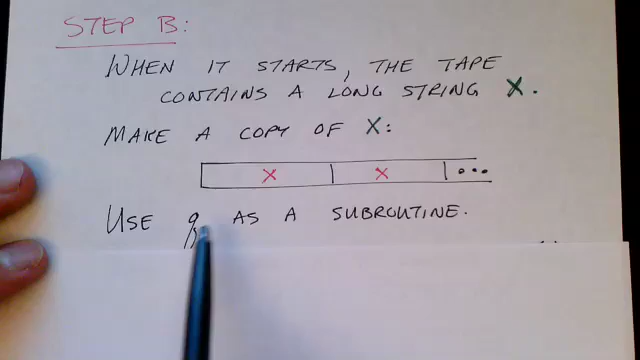 STEP B:
WHEN IT STARTS, THE TAPE
CONTAINS A LONG STRING X.
MAKE A COPY OF X:
X X ...
USE q AS A SUBROUTINE.